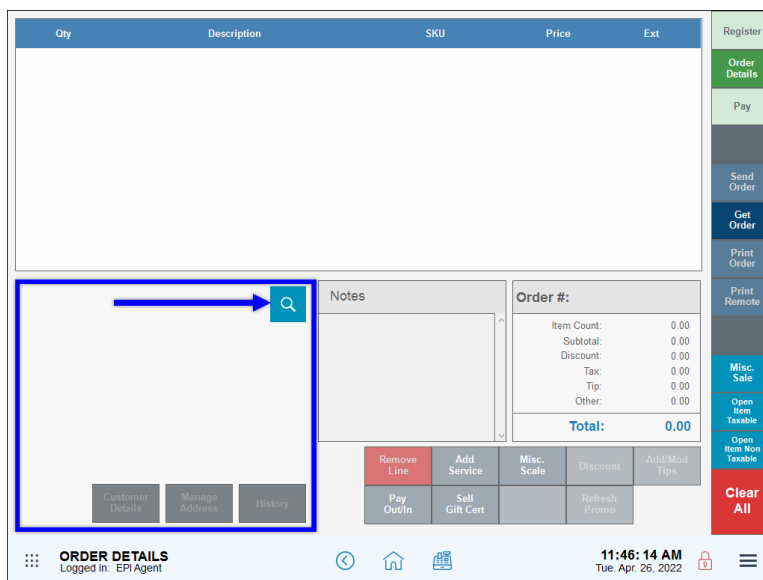 Qty Description SKU Price Ext
Register
Order
Details
Pay
Send
Order
Get
Order
Print
Order
Print
Remote
Misc.
Sale
Open
Item
Taxable
Open
Item Non
Taxable
Clear
All
Customer
Details
Manage
Address
History
Notes
Order #:
Item Count: 0.00
Subtotal: 0.00
Discount: 0.00
Tax: 0.00
Tip: 0.00
Other: 0.00
Total: 0.00
Remove
Line
Add
Service
Misc.
Scale
Discount
Add/Mod
Tips
Pay
Out/In
Sell
Gift Cert
Refresh
Promo
ORDER DETAILS
Logged In: EPI Agent
11:46: 14 AM
Tue. Apr. 26, 2022